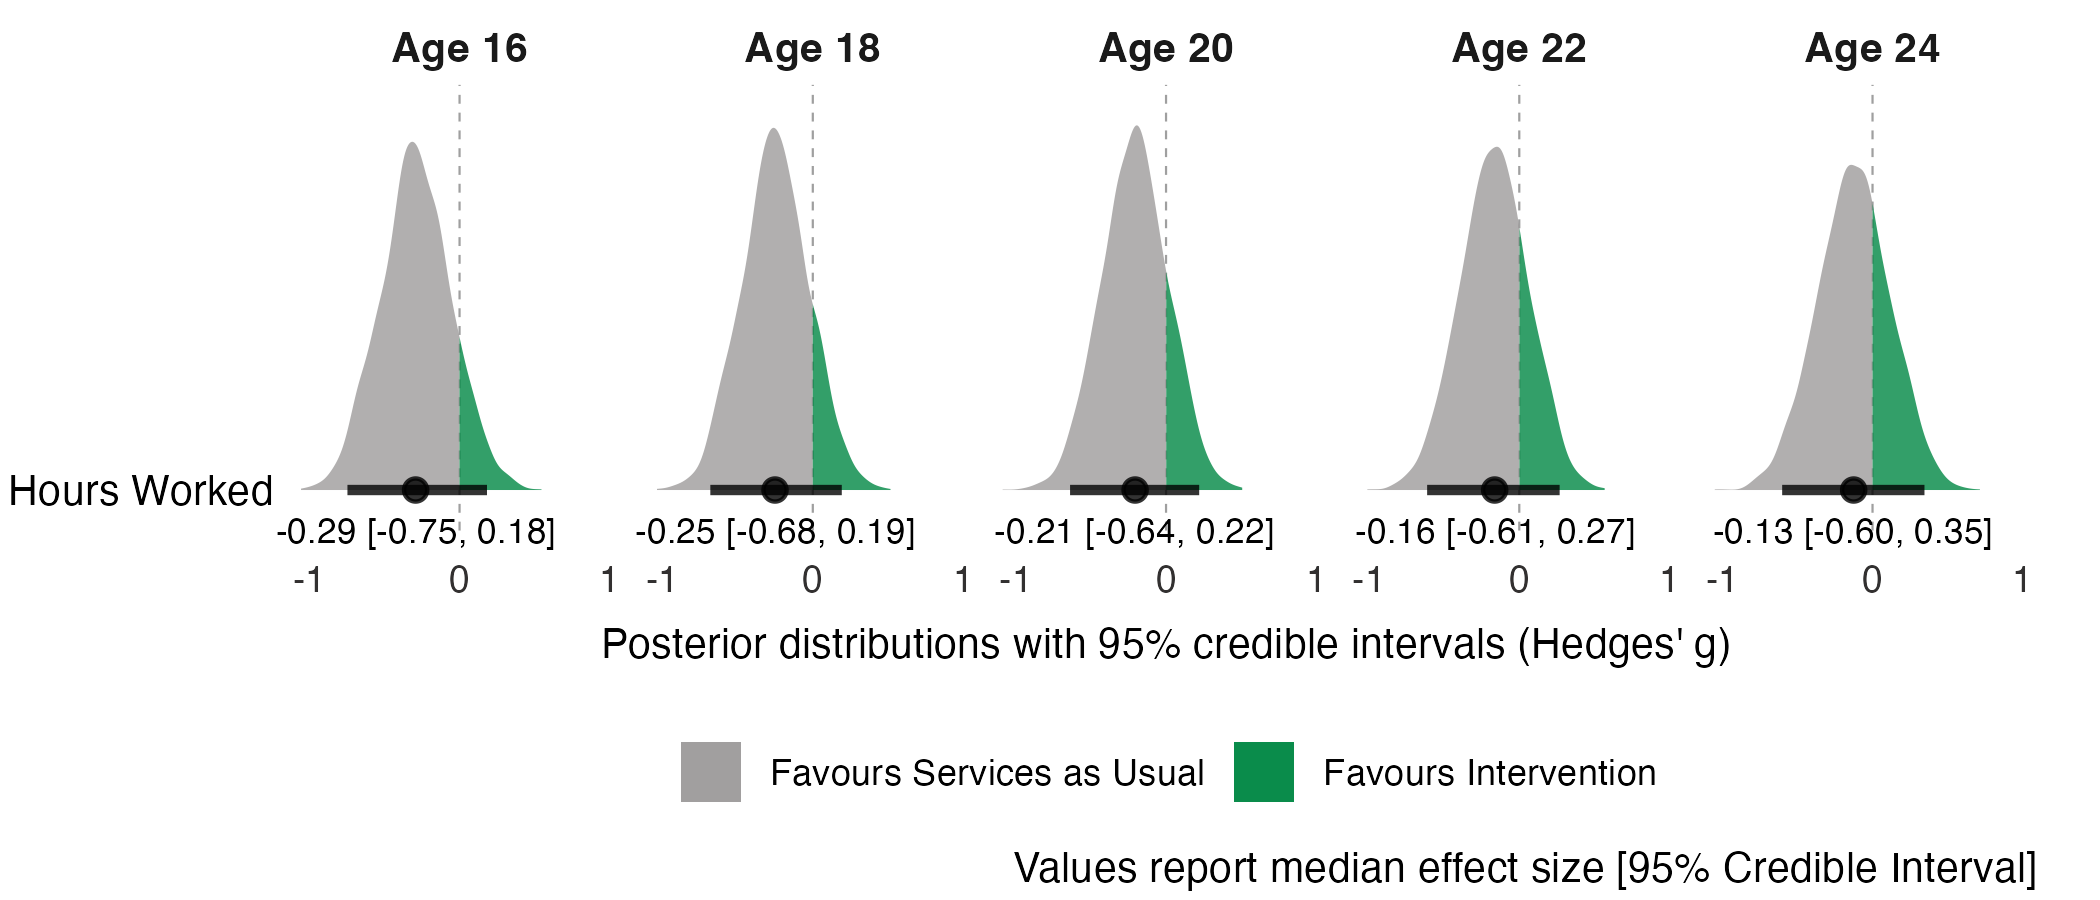 Age 16 Age 18 Age 20 Age 22 Age 24
Hours Worked
-0.29 [-0.75, 0.18] -0.25 [-0.68, 0.19] -0.21 [-0.64, 0.22] -0.16 [-0.61, 0.27] -0.13 [-0.60, 0.35]
-1 0 1 -1 0 1 -1 0 1 -1 0 1 -1 0 1
Posterior distributions with 95% credible intervals (Hedges' g)
Favours Services as Usual Favours Intervention
Values report median effect size [95% Credible Interval]